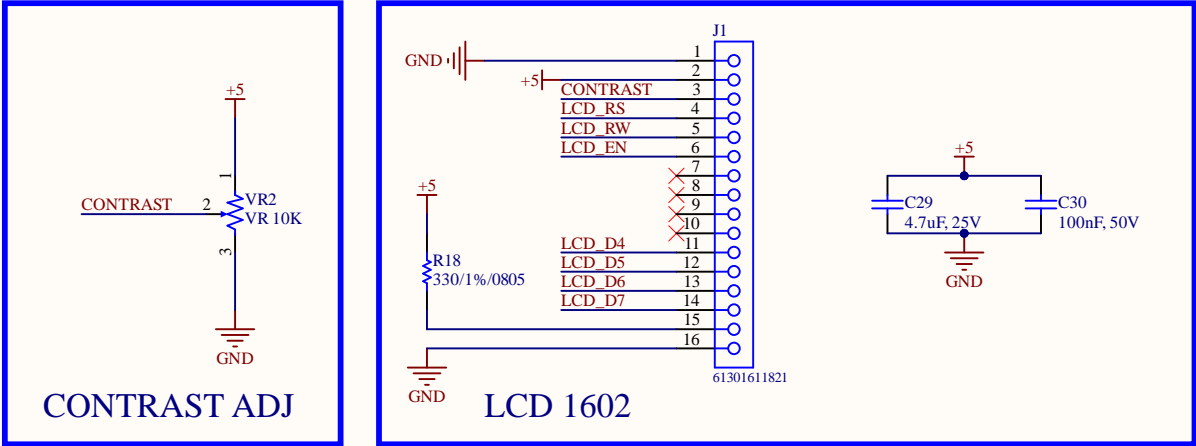 +5
1
CONTRAST
2
VR2
VR 10K
3
GND
CONTRAST ADJ
J1
GND
1
+5
2
CONTRAST
3
LCD_RS
4
LCD_RW
5
LCD_EN
6
7
8
9
10
LCD_D4
11
LCD_D5
12
LCD_D6
13
LCD_D7
14
15
16
61301611821
+5
R18
330/1%/0805
GND
LCD 1602
+5
C29
4.7uF, 25V
C30
100nF, 50V
GND